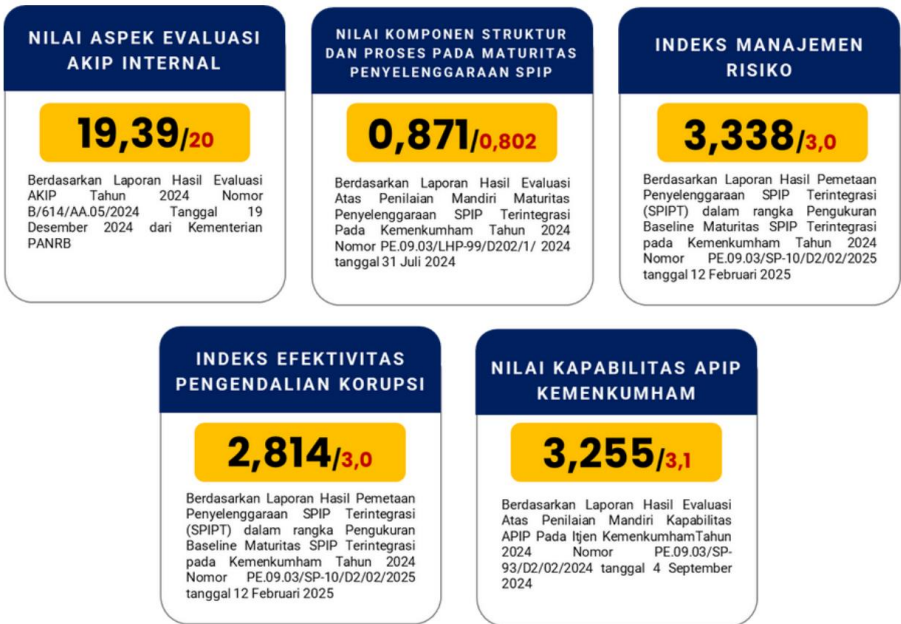 NILAI ASPEK EVALUASI
AKIP INTERNAL
19,39/20
Berdasarkan Laporan Hasil Evaluasi
AKIP Tahun 2024 Nomor
B/614/AA.05/2024 Tanggal 19
Desember 2024 dari Kementerian
PANRB
NILAI KOMPONEN STRUKTUR
DAN PROSES PADA MATURITAS
PENYELENGGARAAN SPIP
0,871/0,802
Berdasarkan Laporan Hasil Evaluasi
Atas Penilaian Mandiri Maturitas
Penyelenggaraan SPIP Terintegrasi
Pada Kemenkumham Tahun 2024
Nomor PE.09.03/LHP-99/D202/1/ 2024
tanggal 31 Juli 2024
INDEKS MANAJEMEN
RISIKO
3,338/3,0
Berdasarkan Laporan Hasil Pemetaan
Penyelenggaraan SPIP Terintegrasi
(SPIPT) dalam rangka Pengukuran
Baseline Maturitas SPIP Terintegrasi
pada Kemenkumham Tahun 2024
Nomor PE.09.03/SP-10/D2/02/2025
tanggal 12 Februari 2025
INDEKS EFEKTIVITAS
PENGENDALIAN KORUPSI
2,814/3,0
Berdasarkan Laporan Hasil Pemetaan
Penyelenggaraan SPIP Terintegrasi
(SPIPT) dalam rangka Pengukuran
Baseline Maturitas SPIP Terintegrasi
pada Kemenkumham Tahun 2024
Nomor PE.09.03/SP-10/D2/02/2025
tanggal 12 Februari 2025
NILAI KAPABILITAS APIP
KEMENKUMHAM
3,255/3,1
Berdasarkan Laporan Hasil Evaluasi
Atas Penilaian Mandiri Kapabilitas
APIP Pada Itjen KemenkumhamTahun
2024 Nomor PE.09.03/SP-
93/D2/02/2024 tanggal 4 September
2024